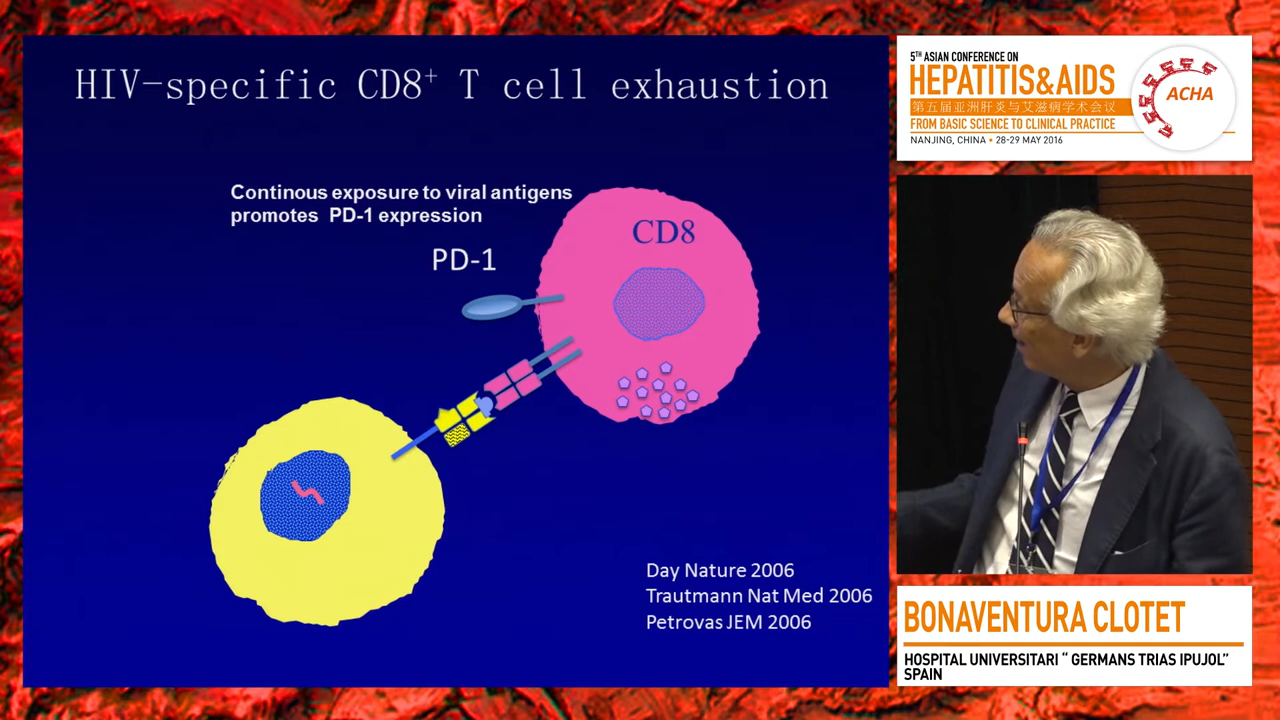 HIV-specific CD8⁺ T cell exhaustion
Continous exposure to viral antigens
promotes PD-1 expression
PD-1
CD8
Day Nature 2006
Trautmann Nat Med 2006
Petrovas JEM 2006
5TH ASIAN CONFERENCE ON
HEPATITIS&AIDS
第五届亚洲肝炎与艾滋病学术会议
FROM BASIC SCIENCE TO CLINICAL PRACTICE
NANJING, CHINA • 28-29 MAY 2016
ACHA
BONAVENTURA CLOTET
HOSPITAL UNIVERSITARI “ GERMANS TRIAS IPUJOL”
SPAIN